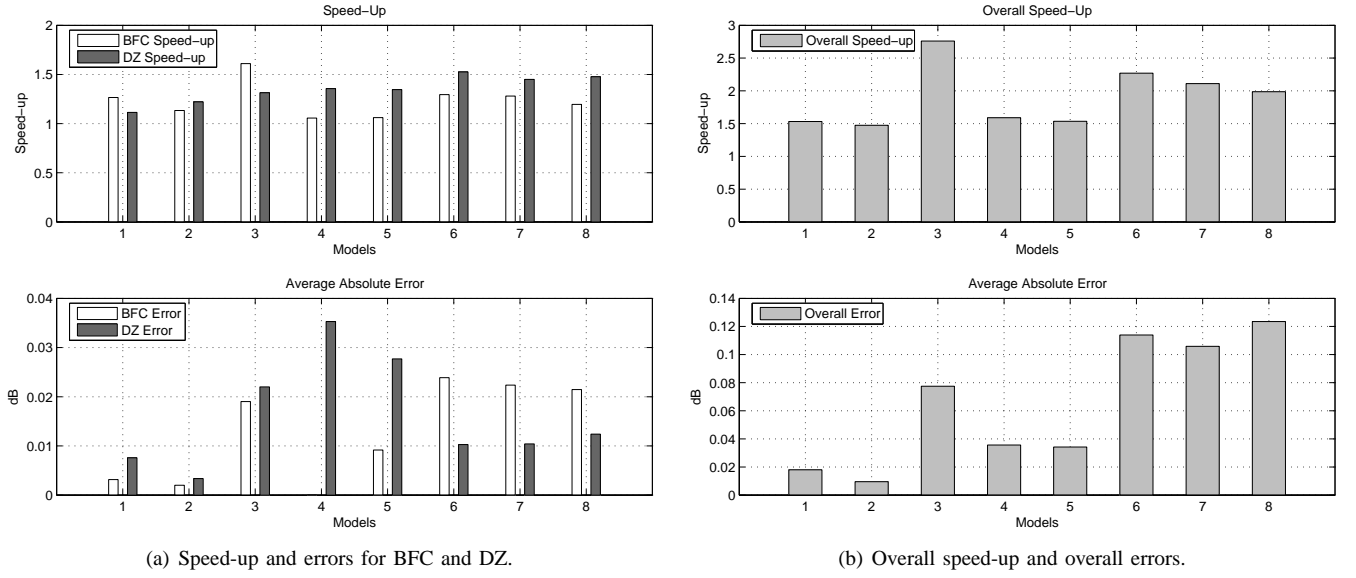 Speed−Up
2
1.5
1
0.5
0
Speed−up
BFC Speed−up
DZ Speed−up
1 2 3 4 5 6 7 8
Models
Average Absolute Error
0.04
0.03
0.02
0.01
0
dB
BFC Error
DZ Error
1 2 3 4 5 6 7 8
Models
(a) Speed-up and errors for BFC and DZ.
Overall Speed−Up
3
2.5
2
1.5
1
0.5
0
Speed−up
Overall Speed−up
1 2 3 4 5 6 7 8
Models
Average Absolute Error
0.14
0.12
0.1
0.08
0.06
0.04
0.02
0
dB
Overall Error
1 2 3 4 5 6 7 8
Models
(b) Overall speed-up and overall errors.